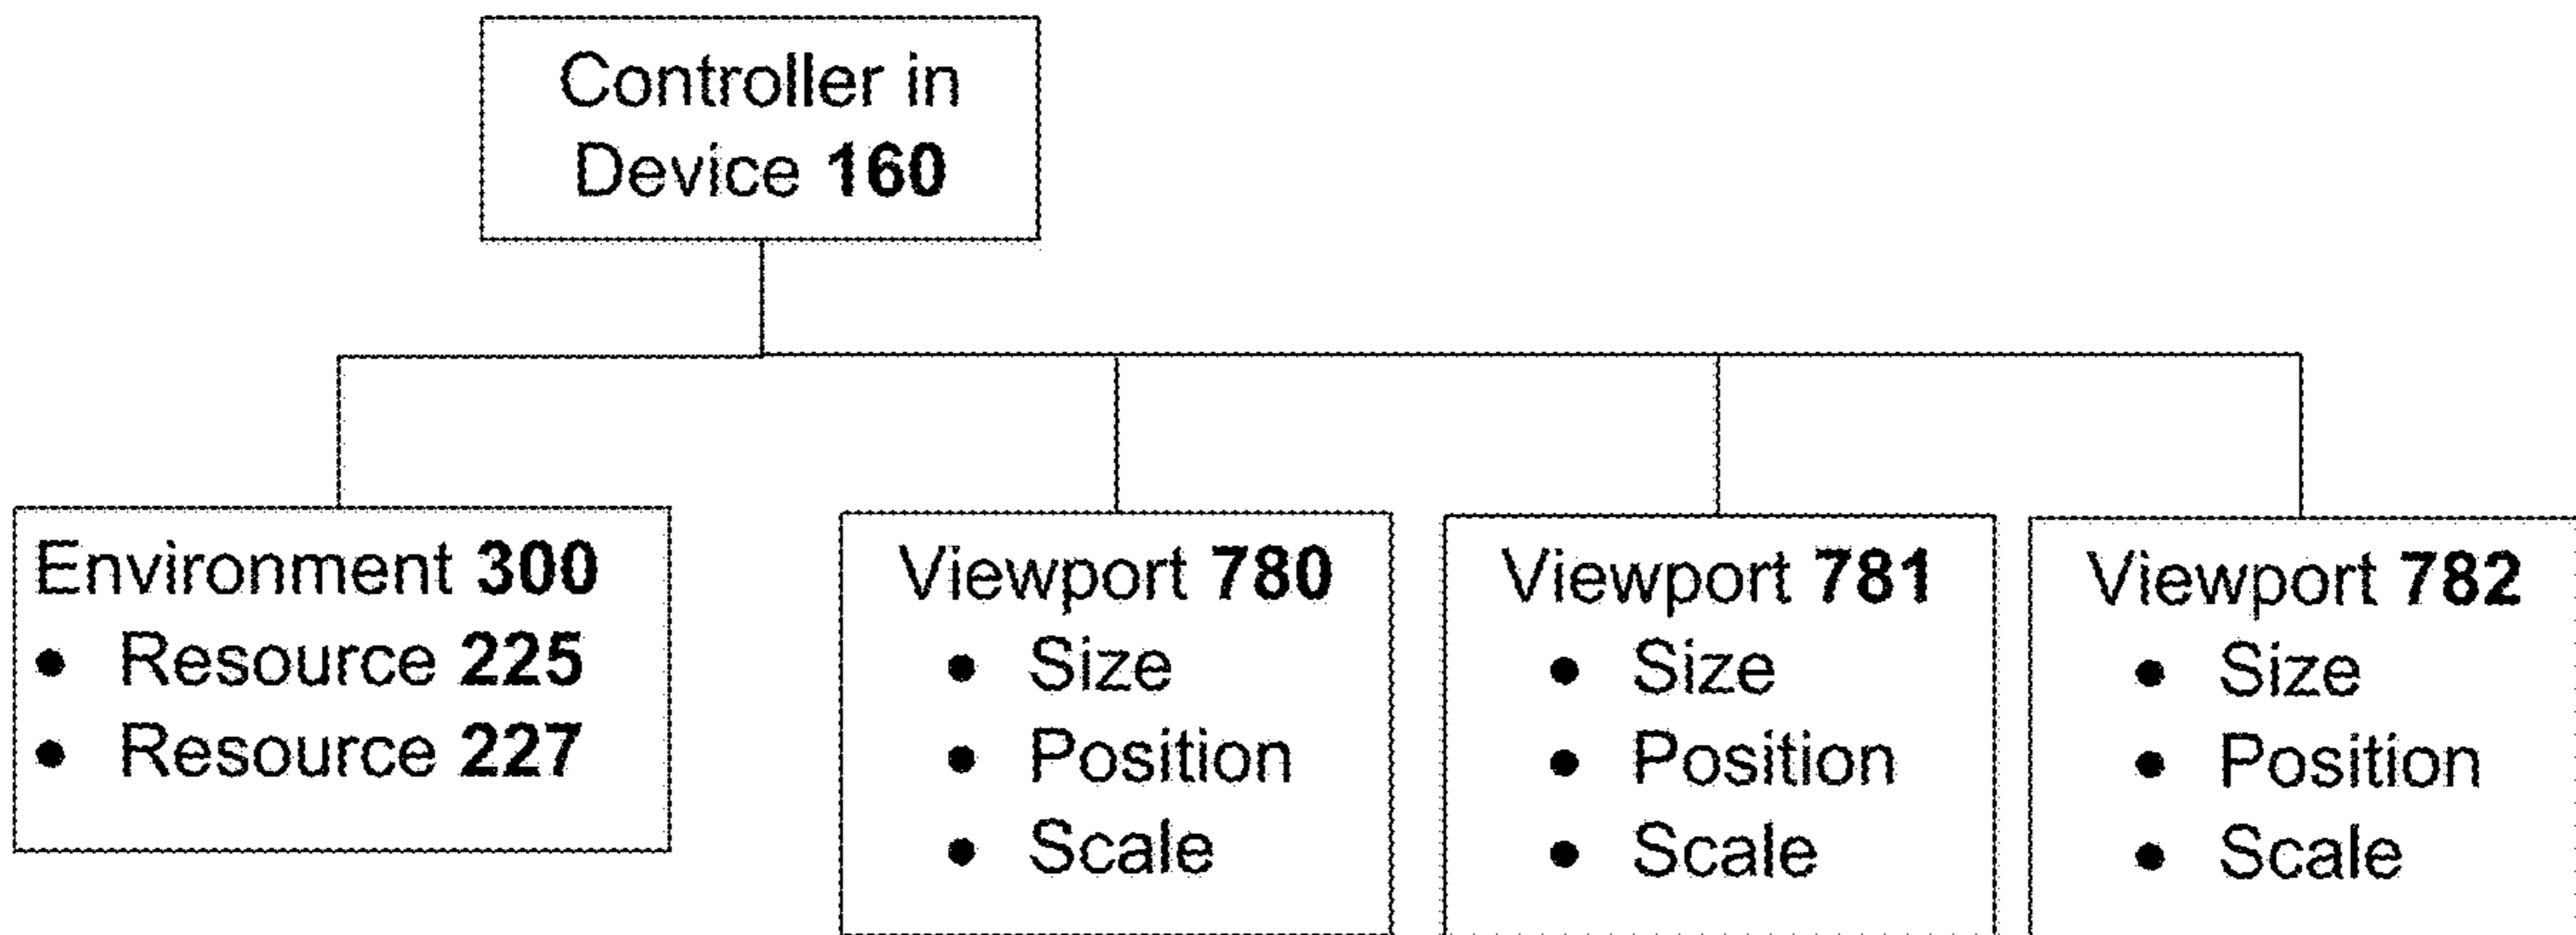 Controller in
Device 160
Environment 300
• Resource 225
• Resource 227
Viewport 780
• Size
• Position
• Scale
Viewport 781
• Size
• Position
• Scale
Viewport 782
• Size
• Position
• Scale